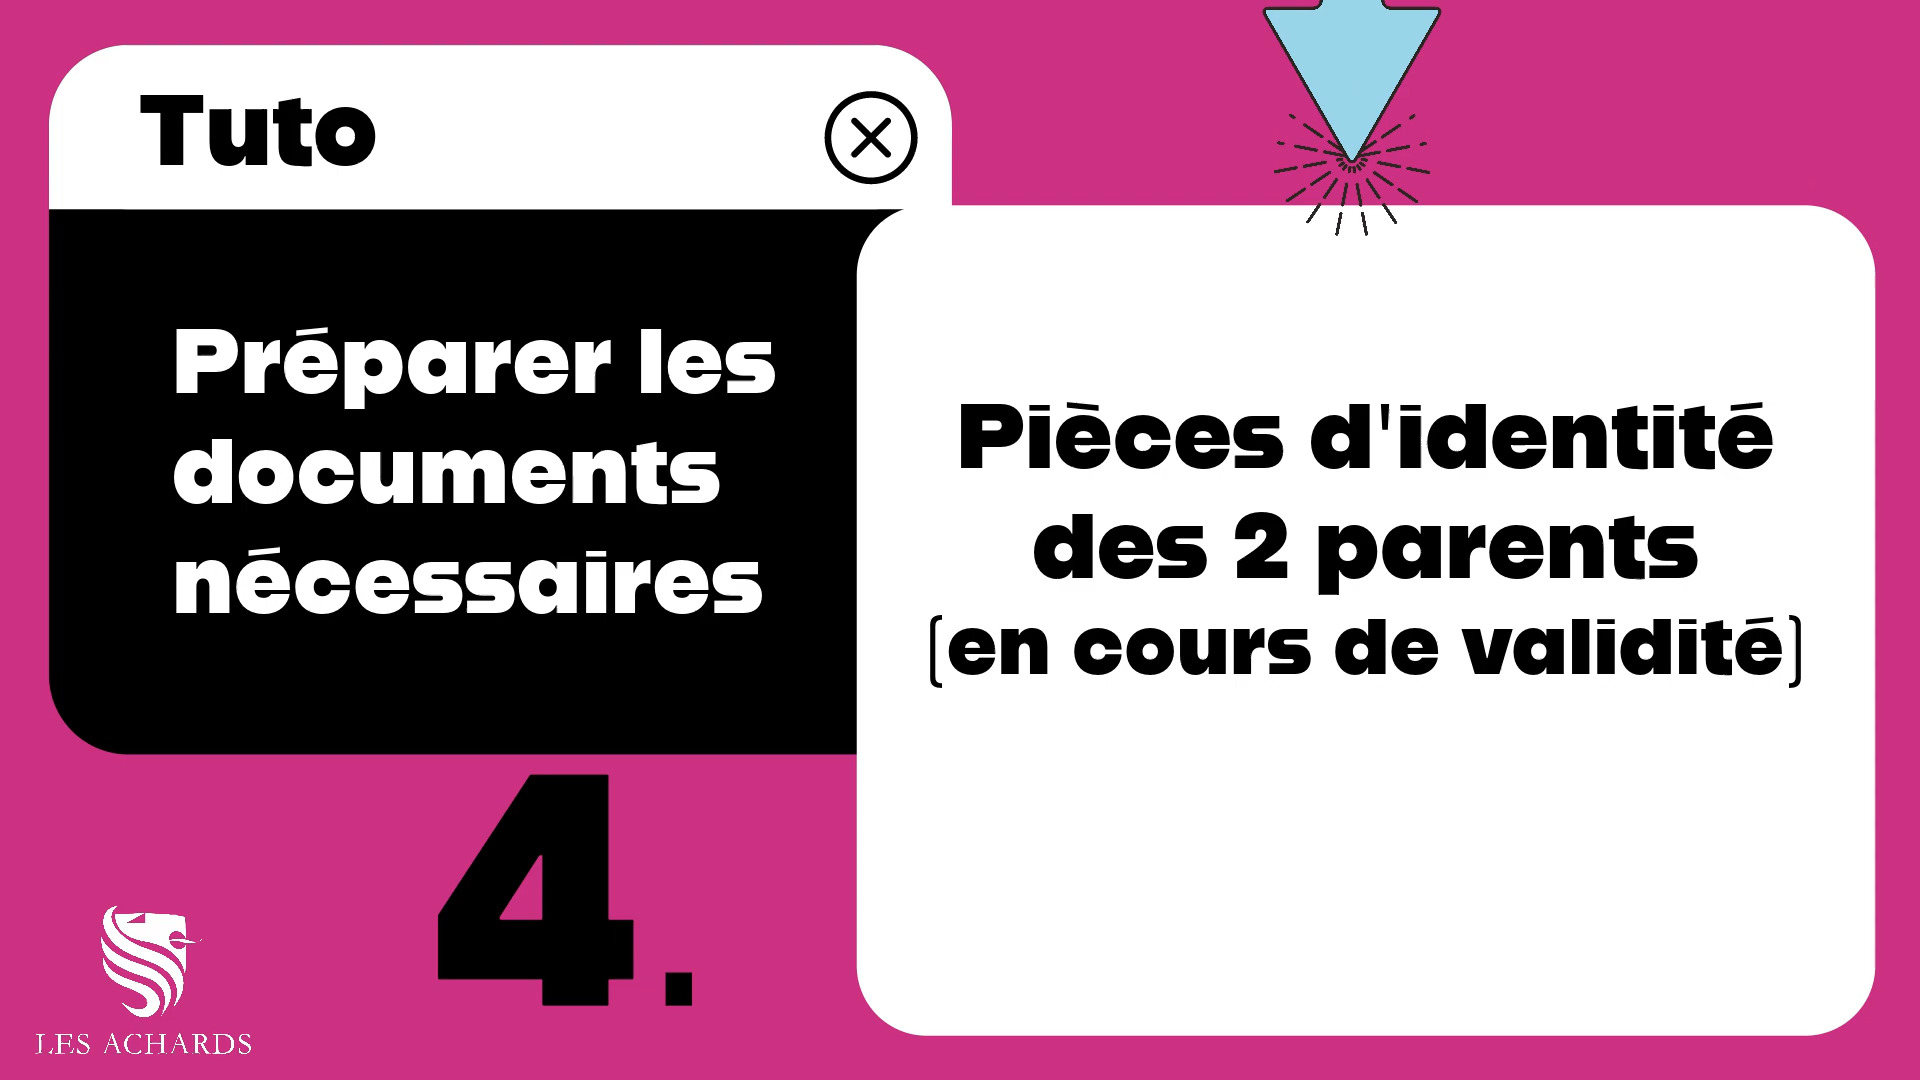 Tuto
Préparer les
documents
nécessaires
Pièces d'identité
des 2 parents
(en cours de validité)
4.
LES ACHARDS